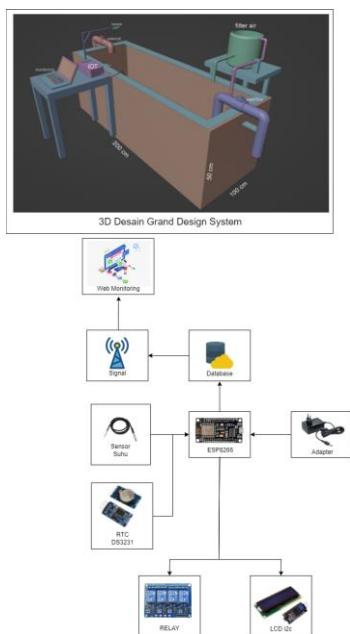 filter air
IOT
200 cm
50 cm
100 cm
3D Desain Grand Design System
Web Monitoring
Signal
Database
Sensor
Suhu
ESP8266
Adapter
RTC
DS3231
RELAY
LCD i2c